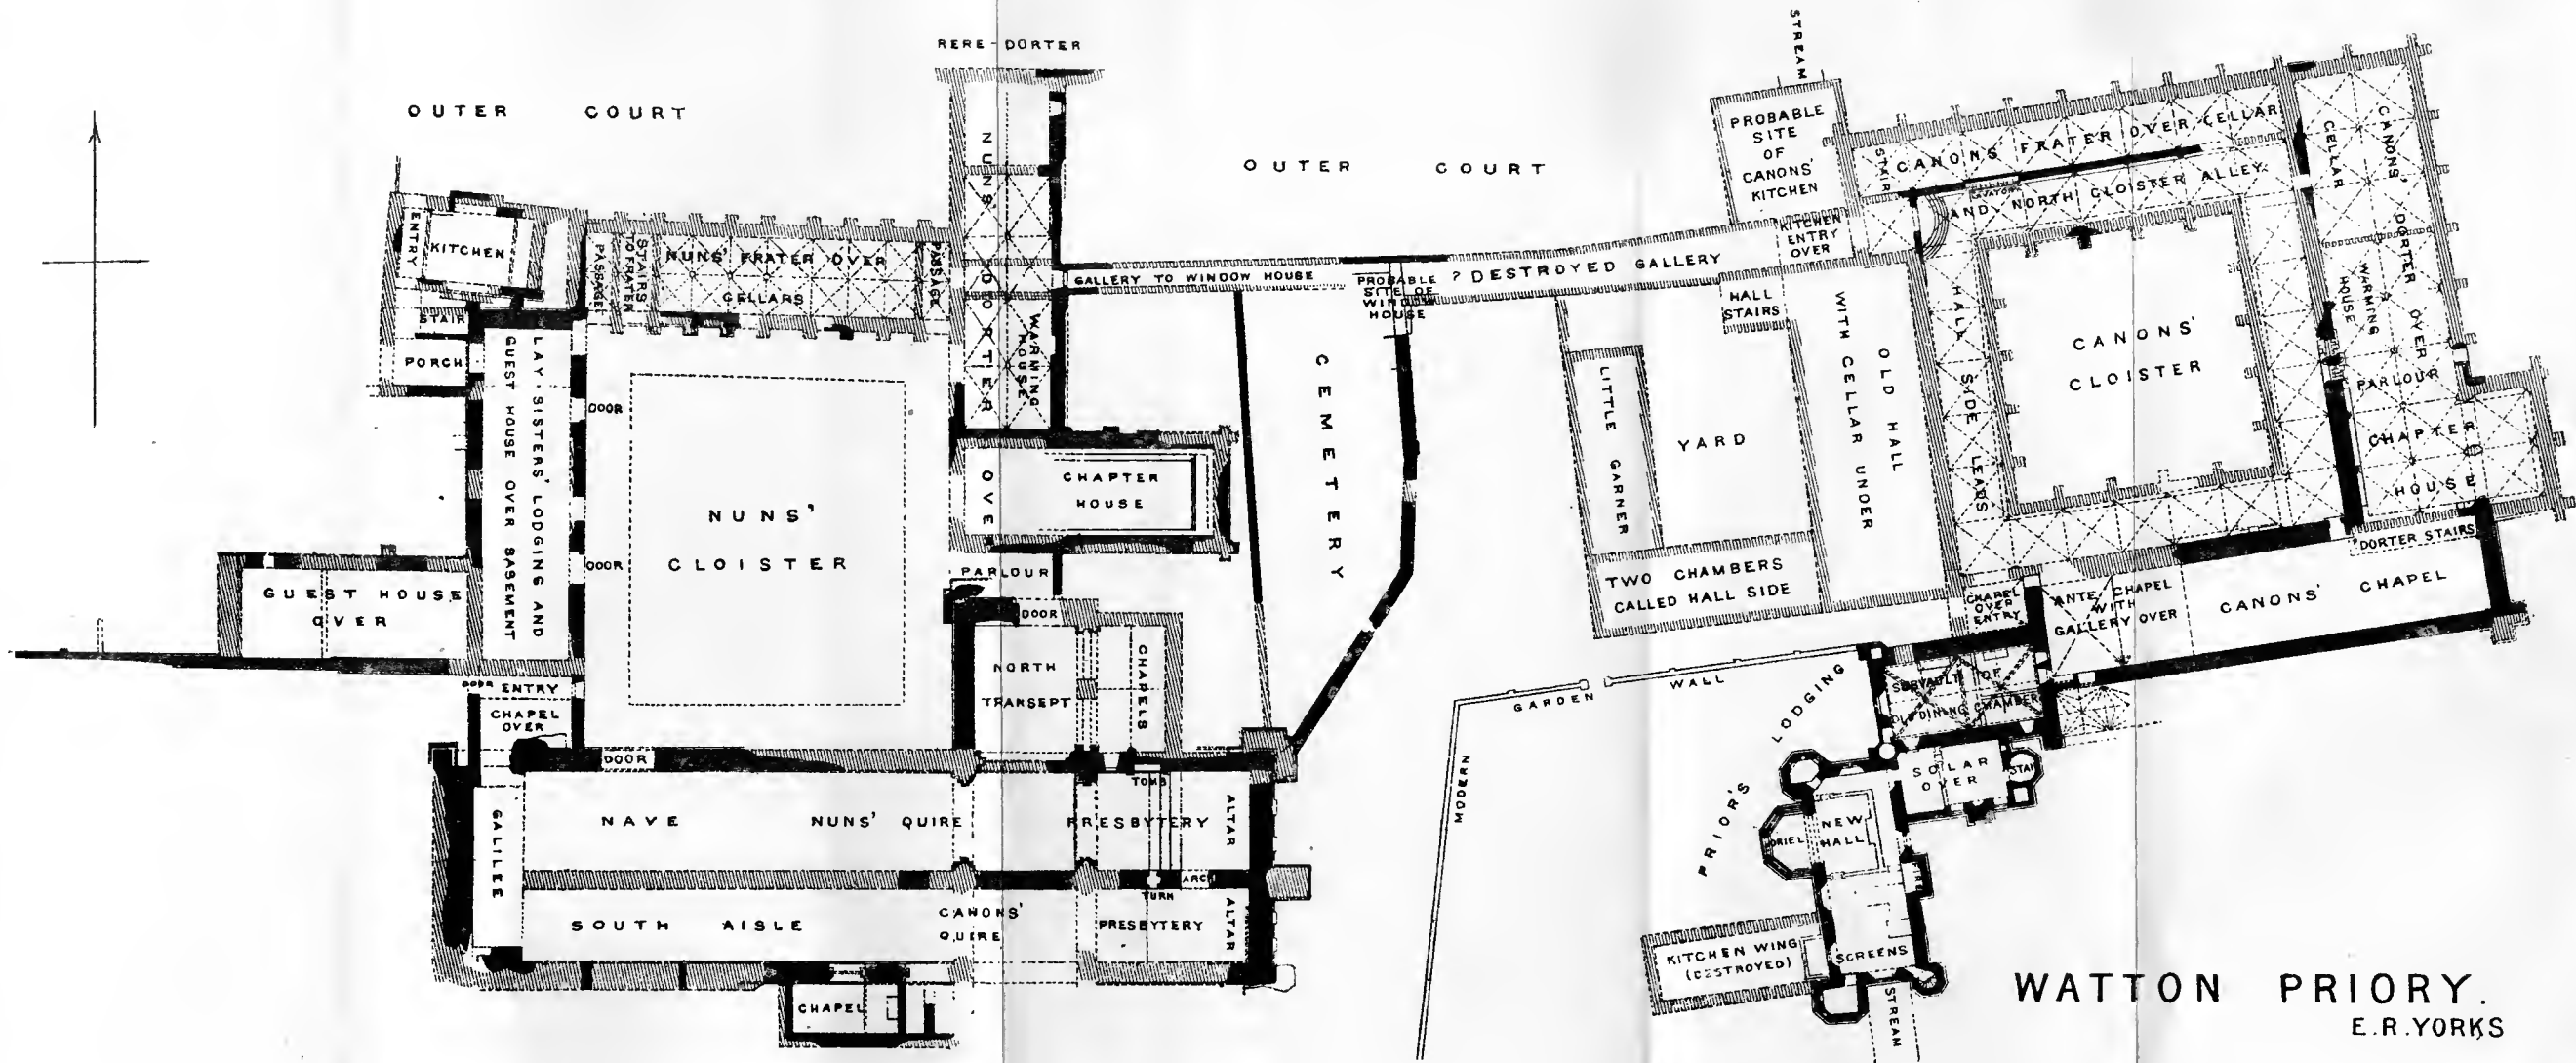 RERE-DORTER
OUTER COURT
ENTRY
KITCHEN
STAIR
PORCH
PASSAGE
STAIRS
TO FRATER
NUNS' FRATER OVER
CELLARS
PASSAGE
NUNS' DORTER
OVER
WARMING
HOUSE
LAY-SISTERS' LODGING AND
GUEST HOUSE OVER BASEMENT
DOOR
DOOR
NUNS'
CLOISTER
CHAPTER
HOUSE
PARLOUR
DOOR
NORTH
TRANSEPT
CHAPELS
GUEST HOUSE
OVER
DOOR ENTRY
CHAPEL
OVER
DOOR
GALILEE
NAVE
NUNS' QUIRE
TOMB
PRESBYTERY
ALTAR
ARCH
TURN
SOUTH AISLE
CANONS'
QUIRE
PRESBYTERY
ALTAR
CHAPEL
OUTER COURT
GALLERY TO WINDOW HOUSE
PROBABLE
SITE OF
WINDOW
HOUSE
? DESTROYED GALLERY
CEMETERY
STREAM
PROBABLE
SITE
OF
CANONS'
KITCHEN
KITCHEN
ENTRY
OVER
STAIR
CANONS' FRATER OVER CELLAR
LAVATORY
AND NORTH CLOISTER ALLEY
CELLAR
CANONS' DORTER OVER
WARMING
HOUSE
PARLOUR
CHAPTER
HOUSE
HALL
STAIRS
LITTLE GARNER
YARD
OLD HALL
WITH CELLAR UNDER
HALL SIDE LEADS
CANONS'
CLOISTER
TWO CHAMBERS
CALLED HALL SIDE
CHAPEL
OVER
ENTRY
ANTE CHAPEL
WITH
GALLERY OVER
CANONS' CHAPEL
DORTER STAIRS
MODERN GARDEN WALL
PRIOR'S LODGING
SUBVAULT OF
OLD DINING CHAMBER
SOLAR
OVER
STAIR
ORIEL
NEW
HALL
FIRE
SCREENS
KITCHEN WING
(DESTROYED)
STREAM
WATTON PRIORY.
E.R.YORKS